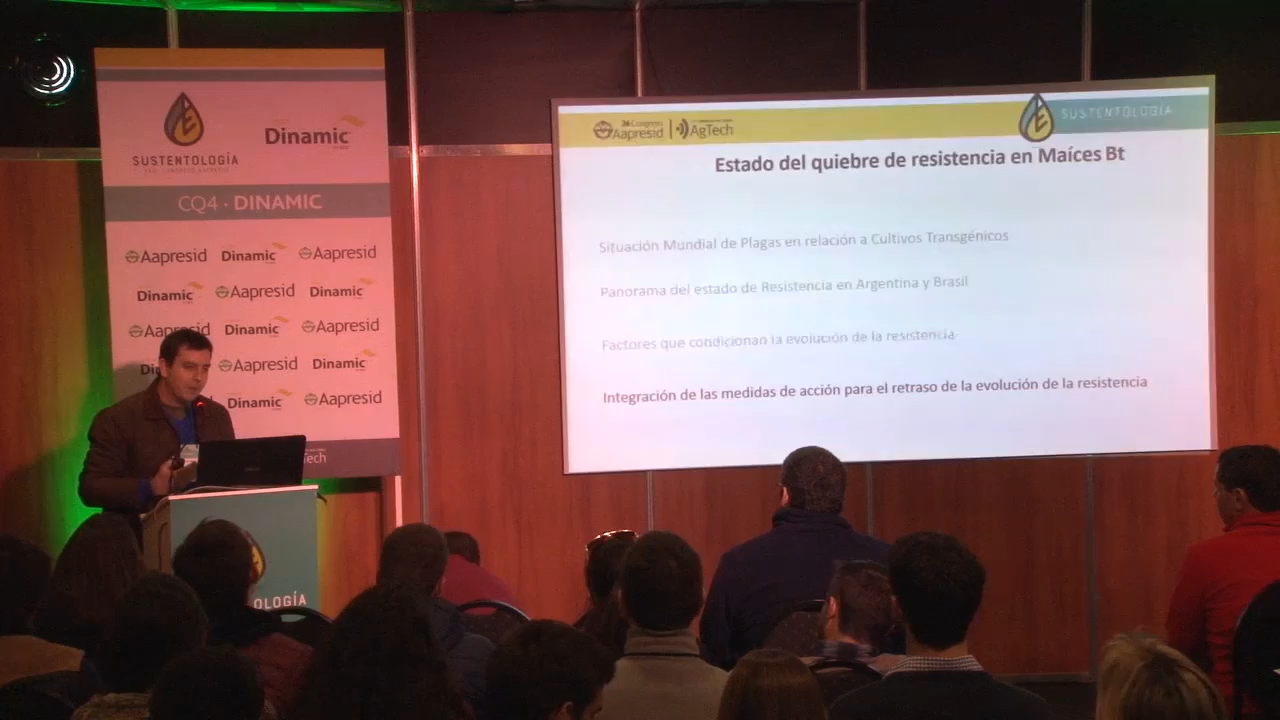 SUSTENTOLOGÍA
Dinamic
CQ4 · DINAMIC
Aapresid Dinamic Aapresid
Dinamic Aapresid Dinamic
Aapresid Dinamic Aapresid
Aapresid Dinamic
Dinamic Aapresid
Tech
OLOGÍA
Congreso
Aapresid
AgTech
SUSTENTOLOGÍA
Estado del quiebre de resistencia en Maíces Bt
Situación Mundial de Plagas en relación a Cultivos Transgénicos
Panorama del estado de Resistencia en Argentina y Brasil
Factores que condicionan la evolución de la resistencia
Integración de las medidas de acción para el retraso de la evolución de la resistencia